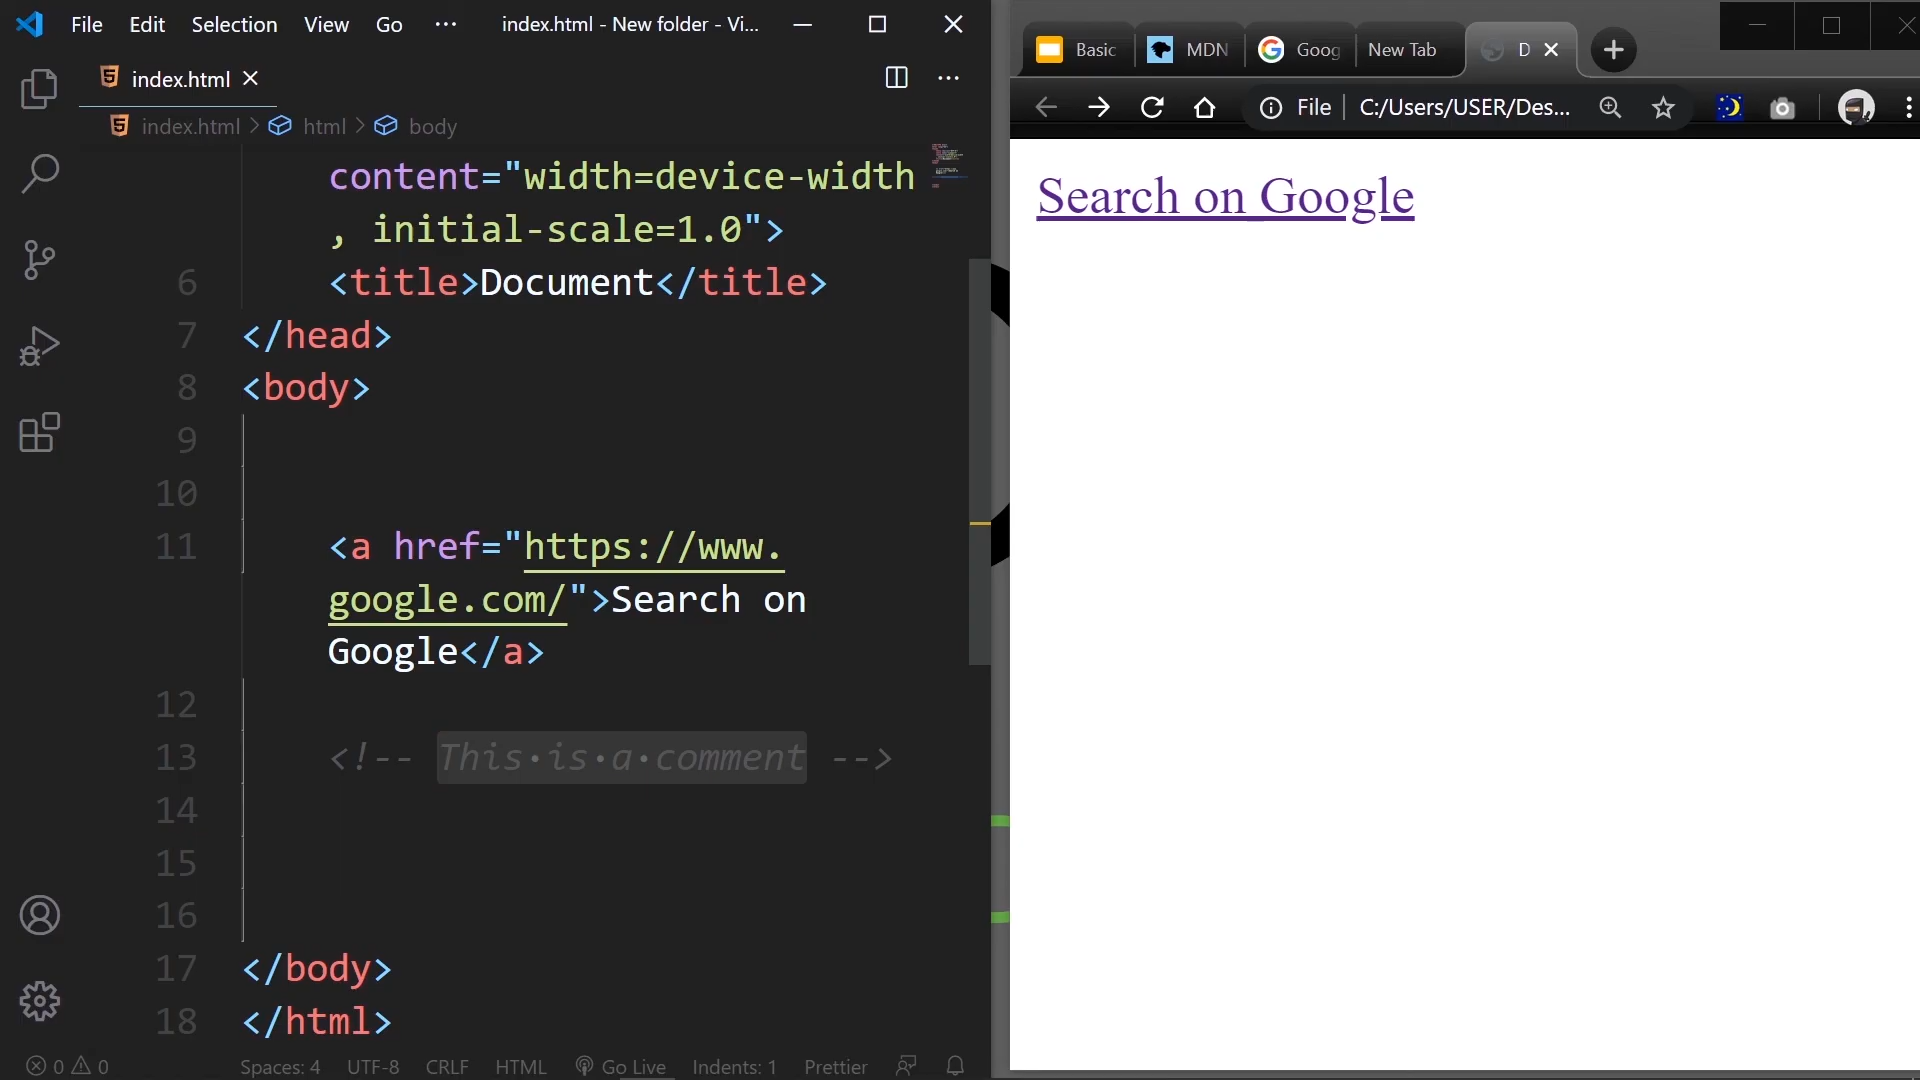 File Edit Selection View Go ··· index.html - New folder - Vi...
index.html
index.html > html > body
content="width=device-width
, initial-scale=1.0">
6 <title>Document</title>
7 </head>
8 <body>
9
10
11 <a href="https://www.
google.com/">Search on
Google</a>
12
13 <!-- This·is·a·comment -->
14
15
16
17 </body>
18 </html>
0 0 Spaces: 4 UTF-8 CRLF HTML Go Live Indents: 1 Prettier
Basic MDN Goog New Tab D
File C:/Users/USER/Des...
Search on Google